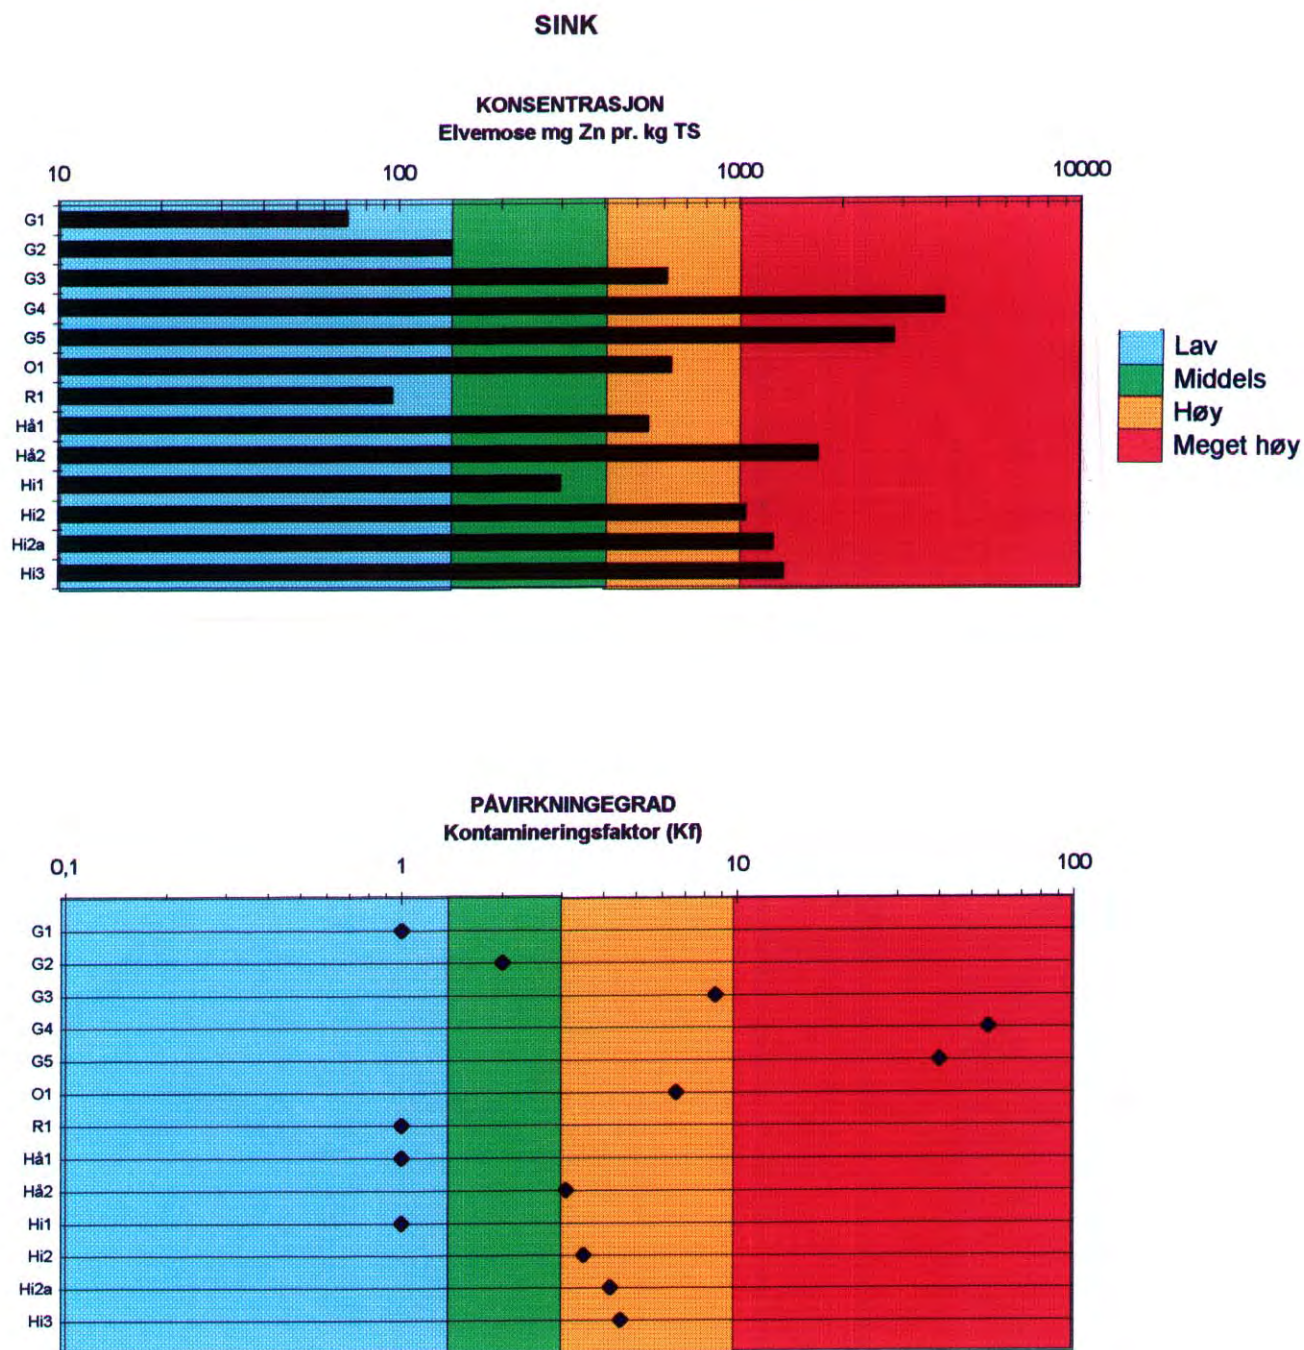 SINK
KONSENTRASJON
Elvemose mg Zn pr. kg TS
10 100 1000 10000
G1
G2
G3
G4
G5
O1
R1
Hå1
Hå2
Hi1
Hi2
Hi2a
Hi3
Lav
Middels
Høy
Meget høy
PÅVIRKNINGEGRAD
Kontamineringsfaktor (Kf)
0,1 1 10 100
G1
G2
G3
G4
G5
O1
R1
Hå1
Hå2
Hi1
Hi2
Hi2a
Hi3